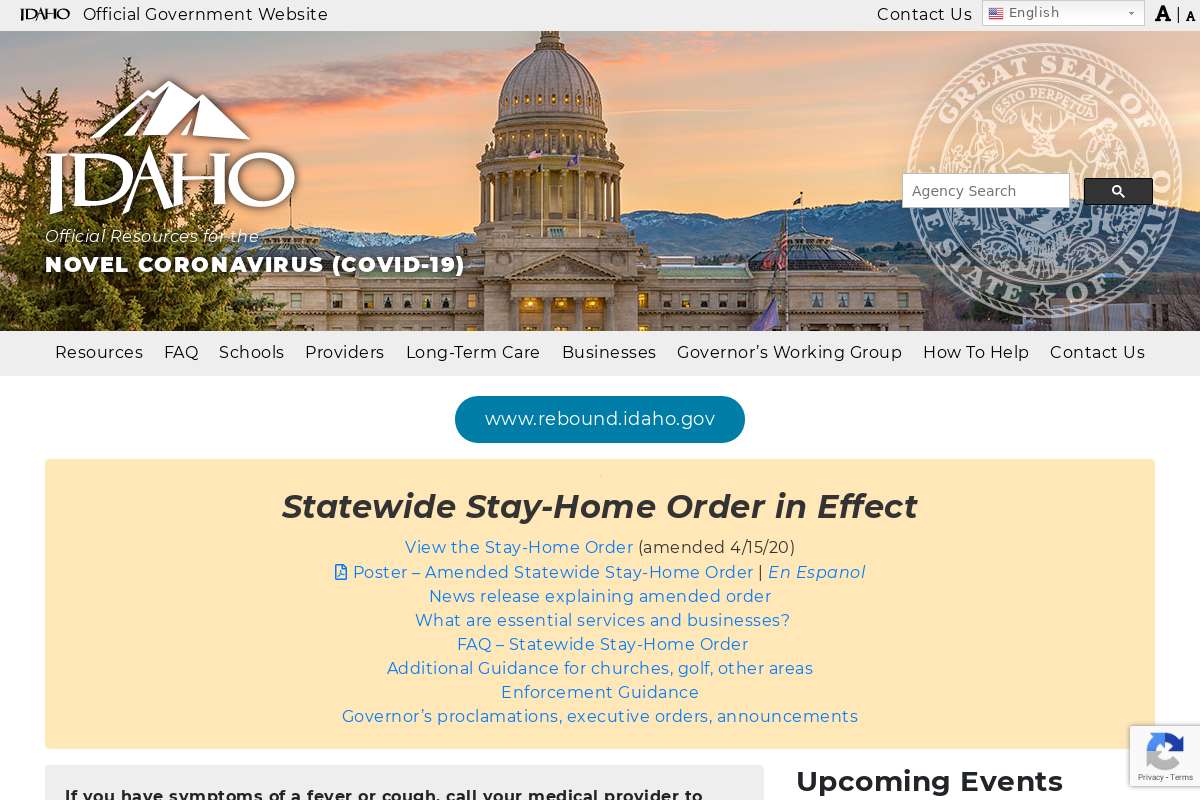 IDAHO Official Government Website Contact Us English A | A
GREAT SEAL OF
ESTO PERPETUA
IDAHO
Agency Search
THE STATE OF IDAHO
Official Resources for the
NOVEL CORONAVIRUS (COVID-19)
Resources FAQ Schools Providers Long-Term Care Businesses Governor’s Working Group How To Help Contact Us
www.rebound.idaho.gov
Statewide Stay-Home Order in Effect
View the Stay-Home Order (amended 4/15/20)
Poster – Amended Statewide Stay-Home Order | En Espanol
News release explaining amended order
What are essential services and businesses?
FAQ – Statewide Stay-Home Order
Additional Guidance for churches, golf, other areas
Enforcement Guidance
Governor’s proclamations, executive orders, announcements
Privacy - Terms
If you have symptoms of a fever or cough, call your medical provider to
Upcoming Events